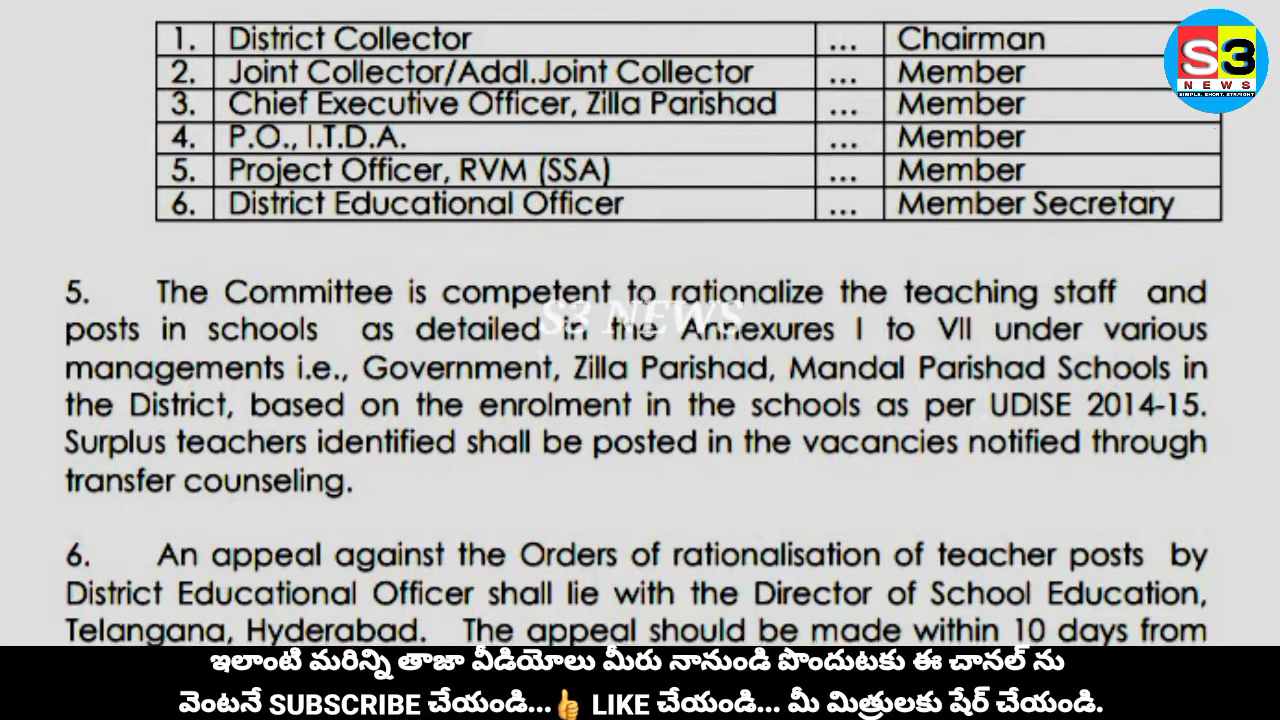 1. District Collector ... Chairman
2. Joint Collector/Addl.Joint Collector ... Member
3. Chief Executive Officer, Zilla Parishad ... Member
4. P.O., I.T.D.A. ... Member
5. Project Officer, RVM (SSA) ... Member
6. District Educational Officer ... Member Secretary
S3
NEWS
SIMPLE. SHORT. STRAIGHT
5. The Committee is competent to rationalize the teaching staff and
posts in schools as detailed in the Annexures I to VII under various
managements i.e., Government, Zilla Parishad, Mandal Parishad Schools in
the District, based on the enrolment in the schools as per UDISE 2014-15.
Surplus teachers identified shall be posted in the vacancies notified through
transfer counseling.
S3 NEWS
6. An appeal against the Orders of rationalisation of teacher posts by
District Educational Officer shall lie with the Director of School Education,
Telangana, Hyderabad. The appeal should be made within 10 days from
ఇలాంటి మరిన్ని తాజా వీడియోలు మీరు నానుండి పొందుటకు ఈ చానల్ ను
వెంటనే SUBSCRIBE చేయండి...👍 LIKE చేయండి... మీ మిత్రులకు షేర్ చేయండి.